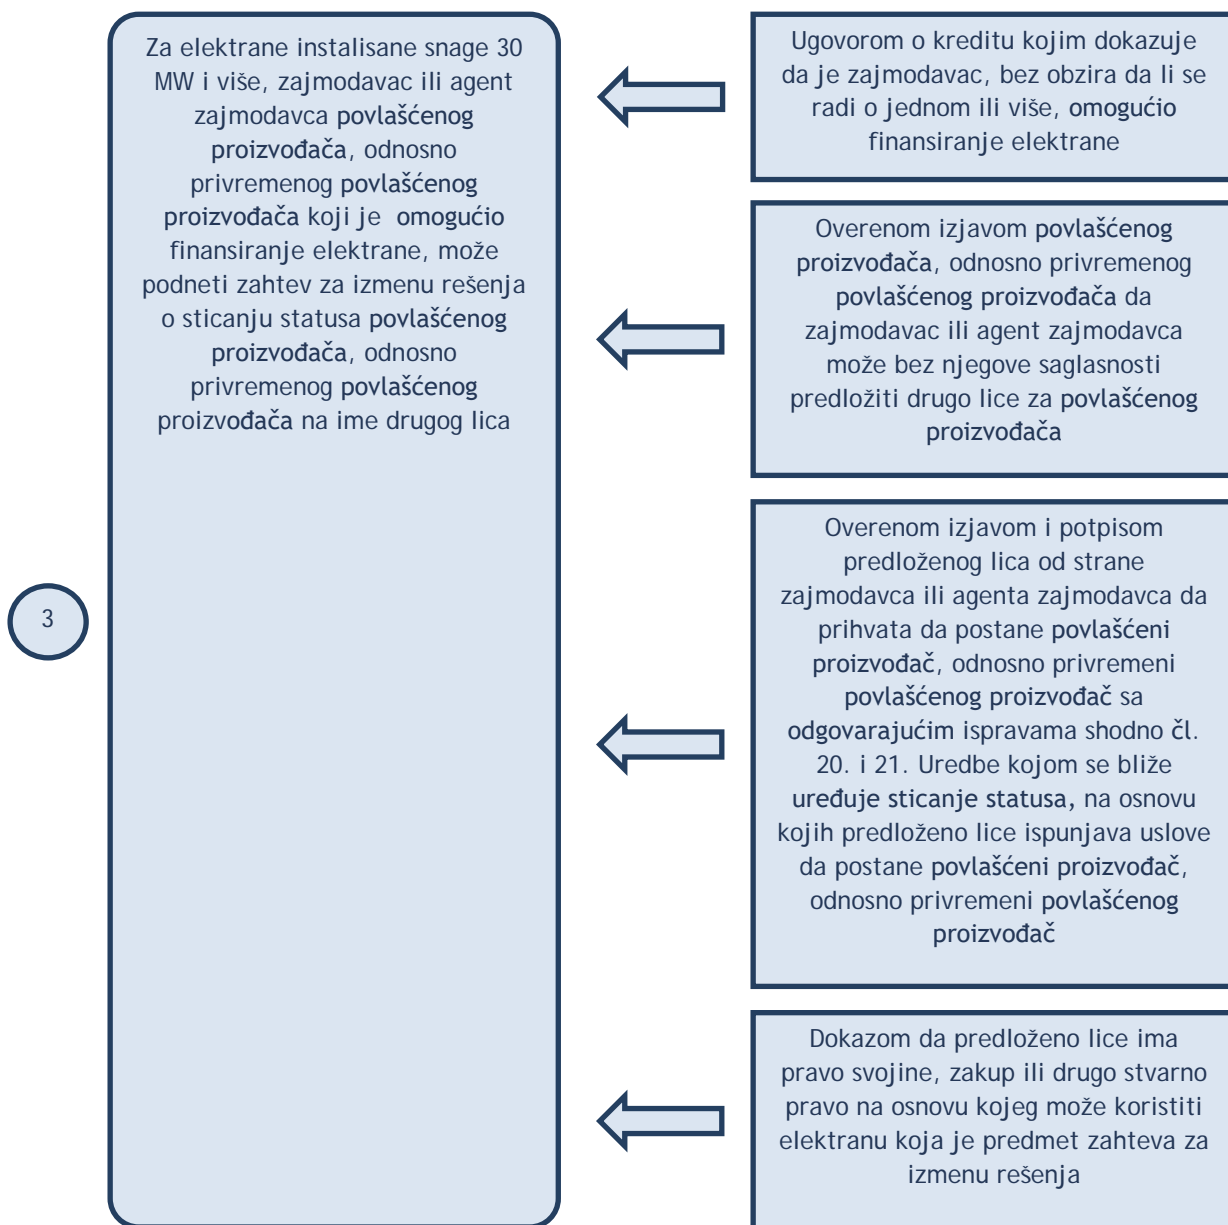 Za elektrane instalisane snage 30
MW i više, zajmodavac ili agent
zajmodavca povlašćenog
proizvođača, odnosno
privremenog povlašćenog
proizvođača koji je omogućio
finansiranje elektrane, može
podneti zahtev za izmenu rešenja
o sticanju statusa povlašćenog
proizvođača, odnosno
privremenog povlašćenog
proizvođača na ime drugog lica
3
Ugovorom o kreditu kojim dokazuje
da je zajmodavac, bez obzira da li se
radi o jednom ili više, omogućio
finansiranje elektrane
Overenom izjavom povlašćenog
proizvođača, odnosno privremenog
povlašćenog proizvođača da
zajmodavac ili agent zajmodavca
može bez njegove saglasnosti
predložiti drugo lice za povlašćenog
proizvođača
Overenom izjavom i potpisom
predloženog lica od strane
zajmodavca ili agenta zajmodavca da
prihvata da postane povlašćeni
proizvođač, odnosno privremeni
povlašćenog proizvođač sa
odgovarajućim ispravama shodno čl.
20. i 21. Uredbe kojom se bliže
uređuje sticanje statusa, na osnovu
kojih predloženo lice ispunjava uslove
da postane povlašćeni proizvođač,
odnosno privremeni povlašćenog
proizvođač
Dokazom da predloženo lice ima
pravo svojine, zakup ili drugo stvarno
pravo na osnovu kojeg može koristiti
elektranu koja je predmet zahteva za
izmenu rešenja